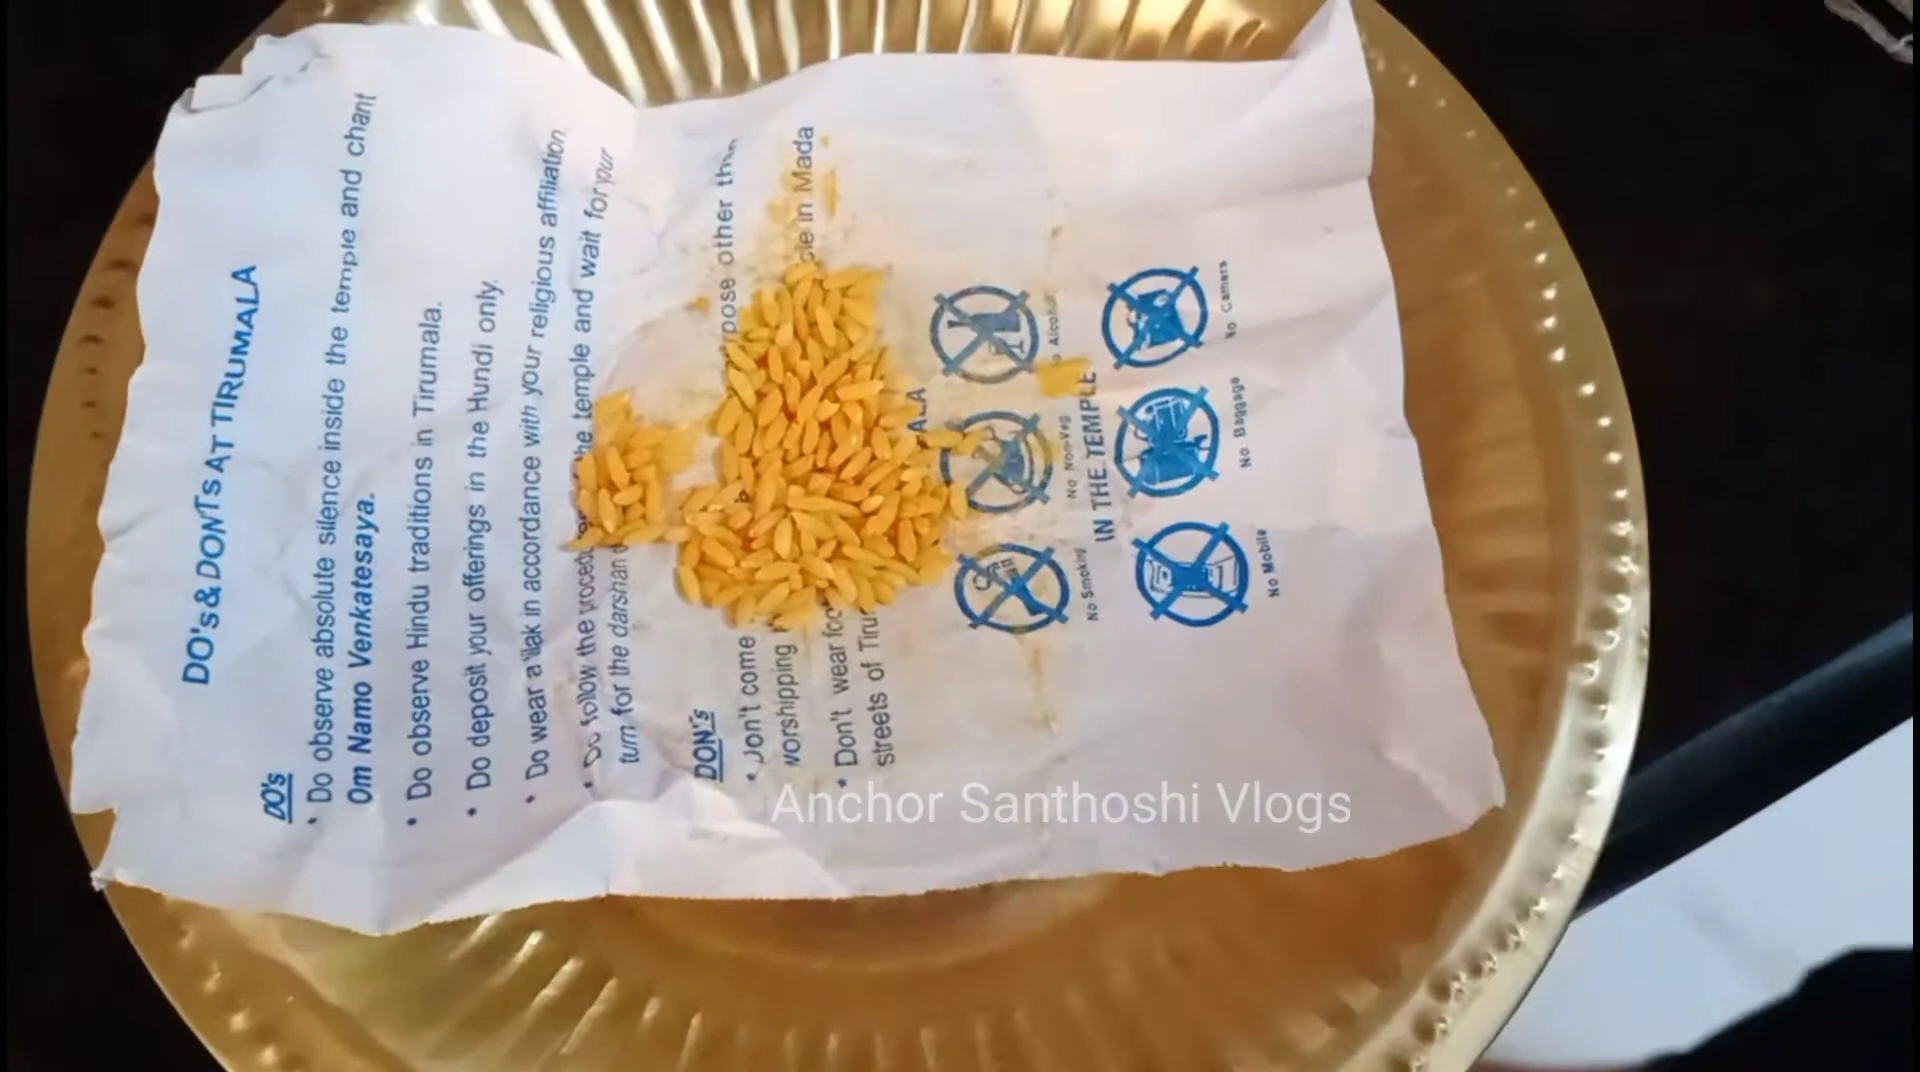 DO's & DON'Ts AT TIRUMALA
DO's
• Do observe absolute silence inside the temple and chant
Om Namo Venkatesaya.
• Do observe Hindu traditions in Tirumala.
• Do deposit your offerings in the Hundi only.
• Do wear a tilak in accordance with your religious affiliation.
• Do follow the the temple and wait for your
turn for the darshan
DON'Ts
• Don't come other than
worshipping
• Don't wear in Mada
streets of
No Smoking No Non-Veg Alcohol
IN THE TEMPLE
No Mobile No Baggage No Camera
Anchor Santhoshi Vlogs